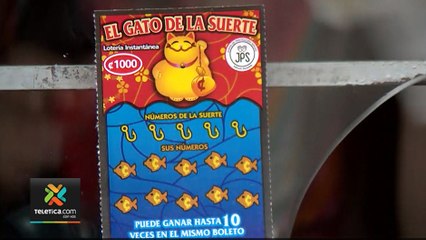 EL GATO DE LA SUERTE
Lotería Instantánea
₡1000
JPS
NÚMEROS DE LA SUERTE
SUS NÚMEROS
PUEDE GANAR HASTA 10
VECES EN EL MISMO BOLETO
TELETICA.com